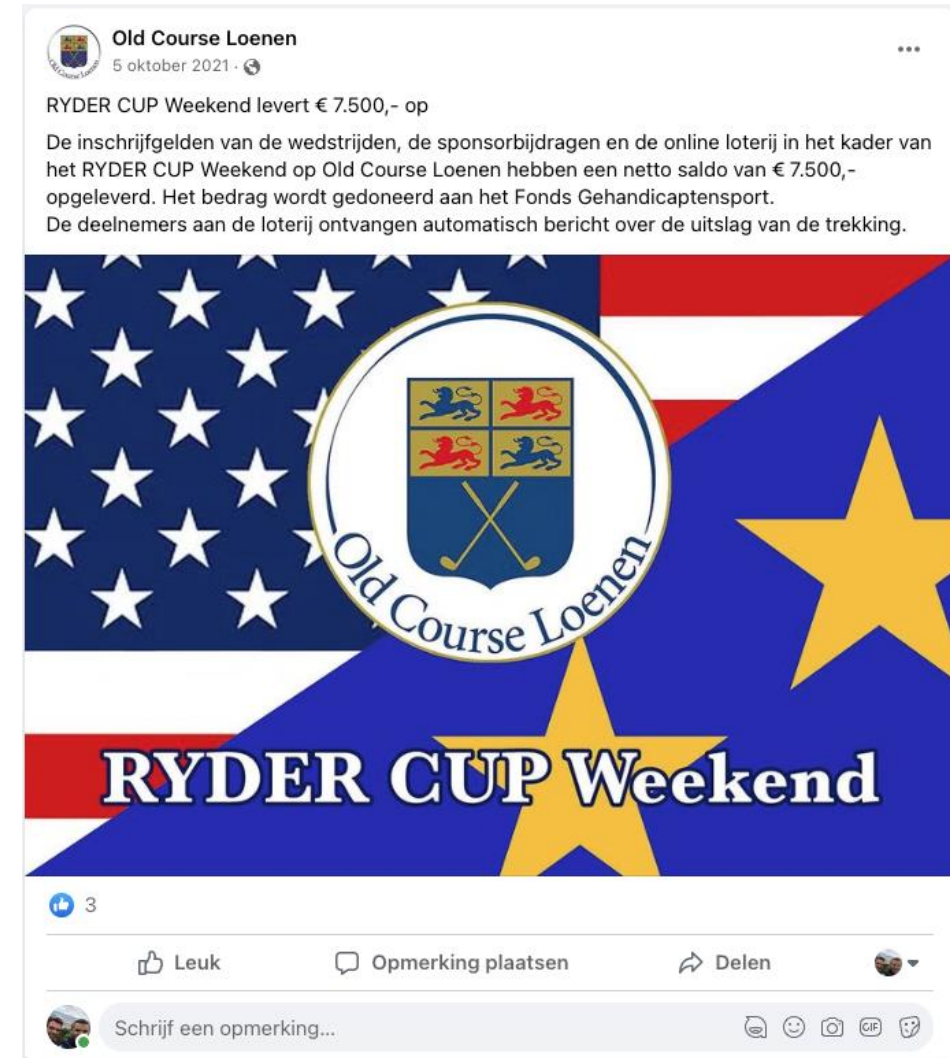 Old Course Loenen
5 oktober 2021 ·
RYDER CUP Weekend levert € 7.500,- op
De inschrijfgelden van de wedstrijden, de sponsorbijdragen en de online loterij in het kader van
het RYDER CUP Weekend op Old Course Loenen hebben een netto saldo van € 7.500,-
opgeleverd. Het bedrag wordt gedoneerd aan het Fonds Gehandicaptensport.
De deelnemers aan de loterij ontvangen automatisch bericht over de uitslag van de trekking.
Old Course Loenen
RYDER CUP Weekend
3
Leuk
Opmerking plaatsen
Delen
Schrijf een opmerking...
GIF